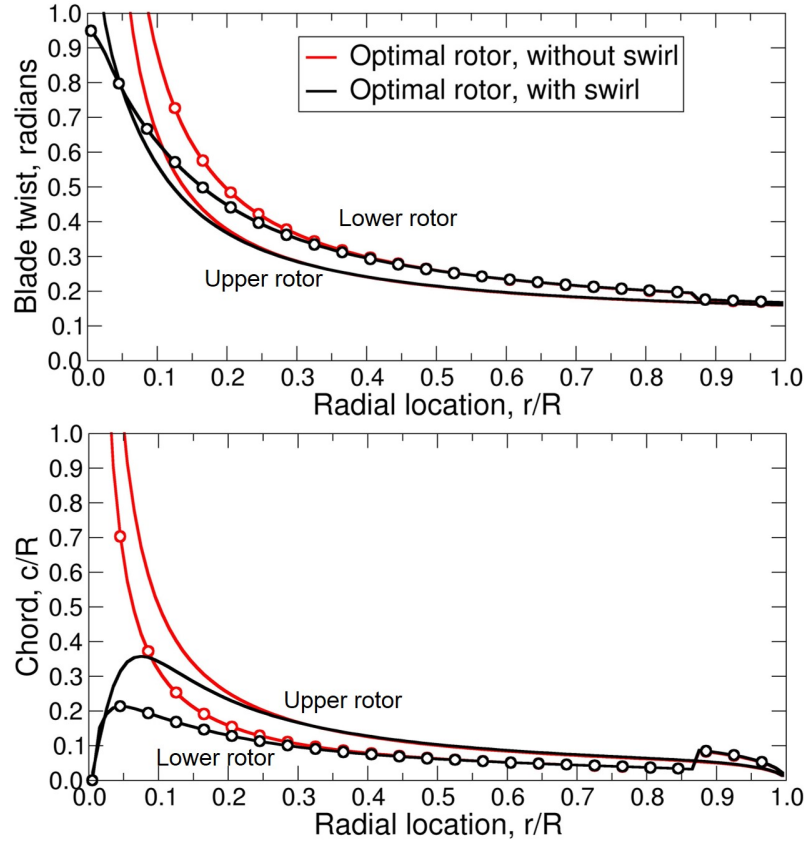 1.0
0.9
0.8
0.7
0.6
0.5
0.4
0.3
0.2
0.1
0.0
Blade twist, radians
Optimal rotor, without swirl
Optimal rotor, with swirl
Lower rotor
Upper rotor
0.0 0.1 0.2 0.3 0.4 0.5 0.6 0.7 0.8 0.9 1.0
Radial location, r/R
1.0
0.9
0.8
0.7
0.6
0.5
0.4
0.3
0.2
0.1
0.0
Chord, c/R
Upper rotor
Lower rotor
0.0 0.1 0.2 0.3 0.4 0.5 0.6 0.7 0.8 0.9 1.0
Radial location, r/R